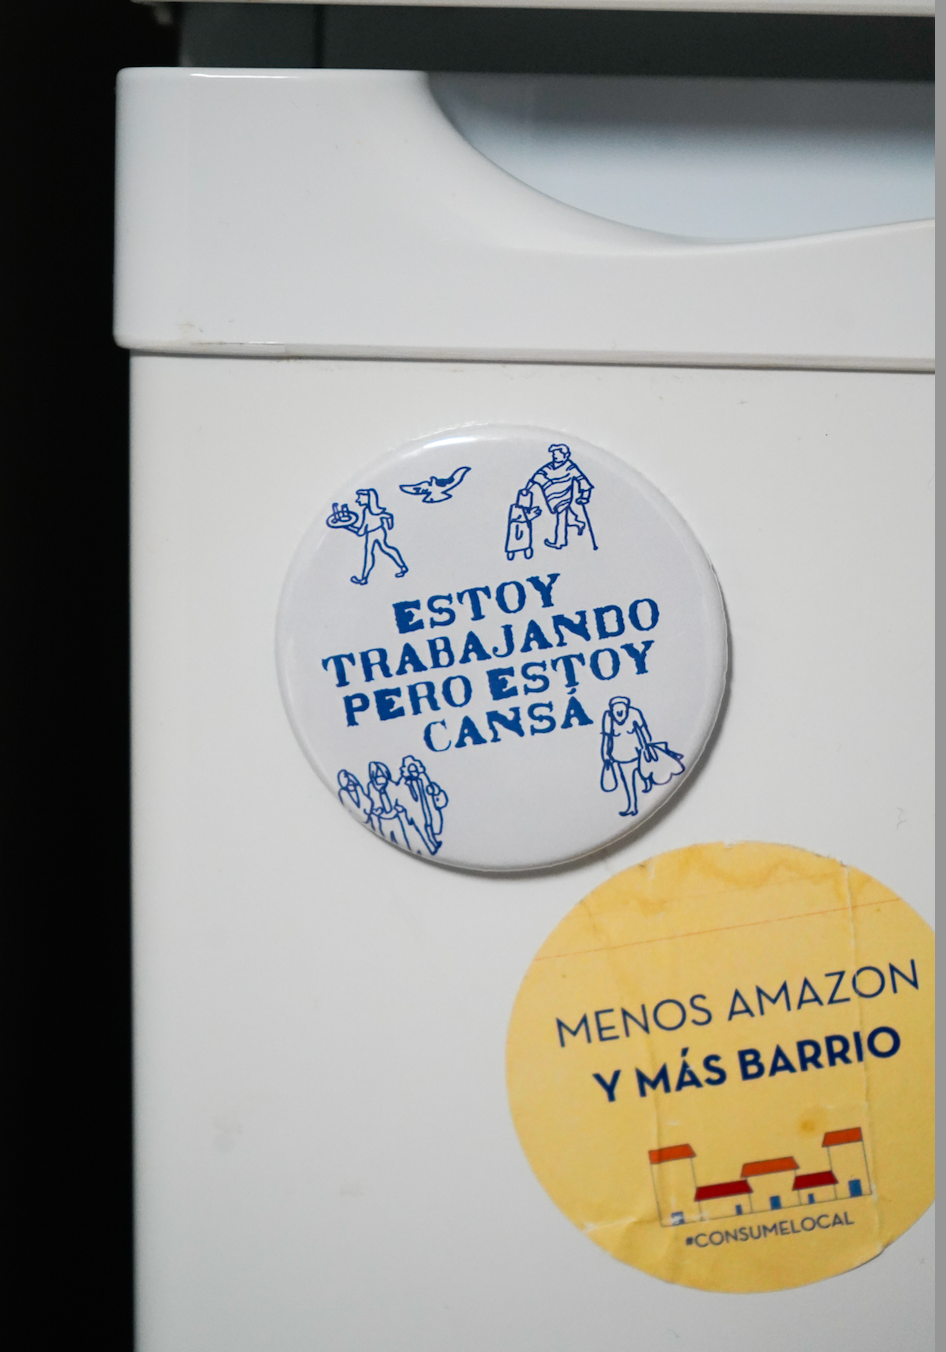 ESTOY
TRABAJANDO
PERO ESTOY
CANSÁ
MENOS AMAZON
Y MÁS BARRIO
#CONSUMELOCAL